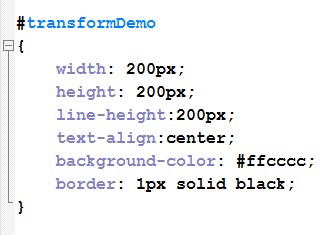 #transformDemo
{
width: 200px;
height: 200px;
line-height:200px;
text-align:center;
background-color: #ffcccc;
border: 1px solid black;
}